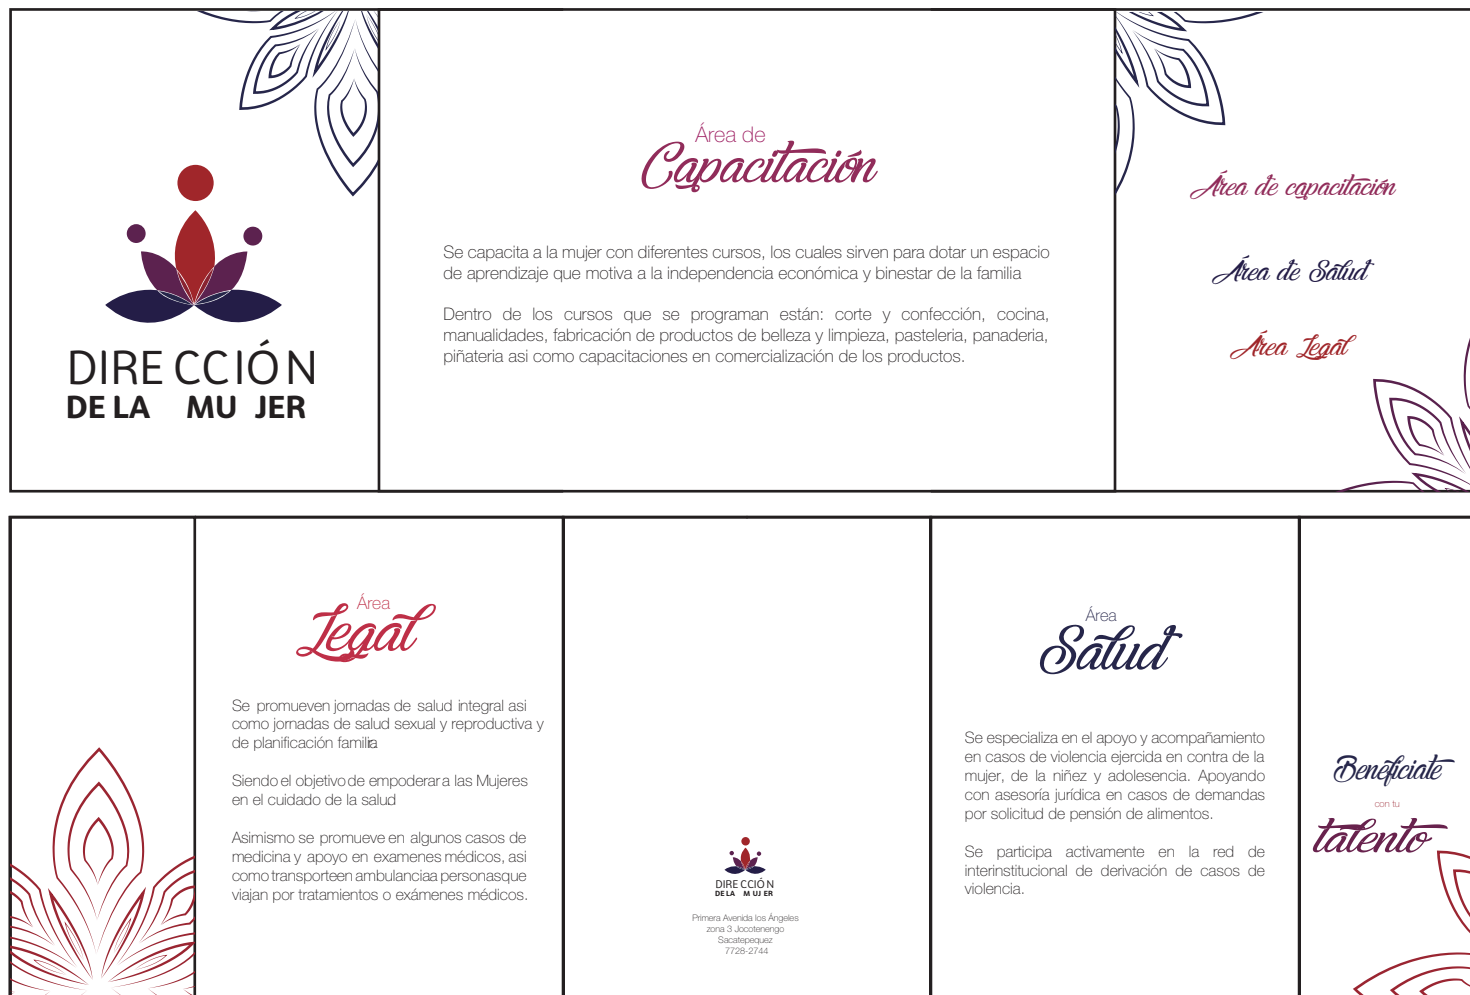 DIRECCIÓN
DE LA MUJER
Área de
Capacitación
Se capacita a la mujer con diferentes cursos, los cuales sirven para dotar un espacio
de aprendizaje que motiva a la independencia económica y binestar de la familia
Dentro de los cursos que se programan están: corte y confección, cocina,
manualidades, fabricación de productos de belleza y limpieza, pasteleria, panaderia,
piñateria asi como capacitaciones en comercialización de los productos.
Área de capacitación
Área de Salud
Área Legal
Área
Legal
Se promueven jornadas de salud integral asi
como jornadas de salud sexual y reproductiva y
de planificación familia
Siendo el objetivo de empoderar a las Mujeres
en el cuidado de la salud
Asimismo se promueve en algunos casos de
medicina y apoyo en examenes médicos, asi
como transporteen ambulanciaa personasque
viajan por tratamientos o exámenes médicos.
DIRECCIÓN
DE LA MUJER
Primera Avenida los Ángeles
zona 3 Jocotenengo
Sacatepequez
7728-2744
Área
Salud
Se especializa en el apoyo y acompañamiento
en casos de violencia ejercida en contra de la
mujer, de la niñez y adolesencia. Apoyando
con asesoría jurídica en casos de demandas
por solicitud de pensión de alimentos.
Se participa activamente en la red de
interinstitucional de derivación de casos de
violencia.
Beneficiate
con tu
talento